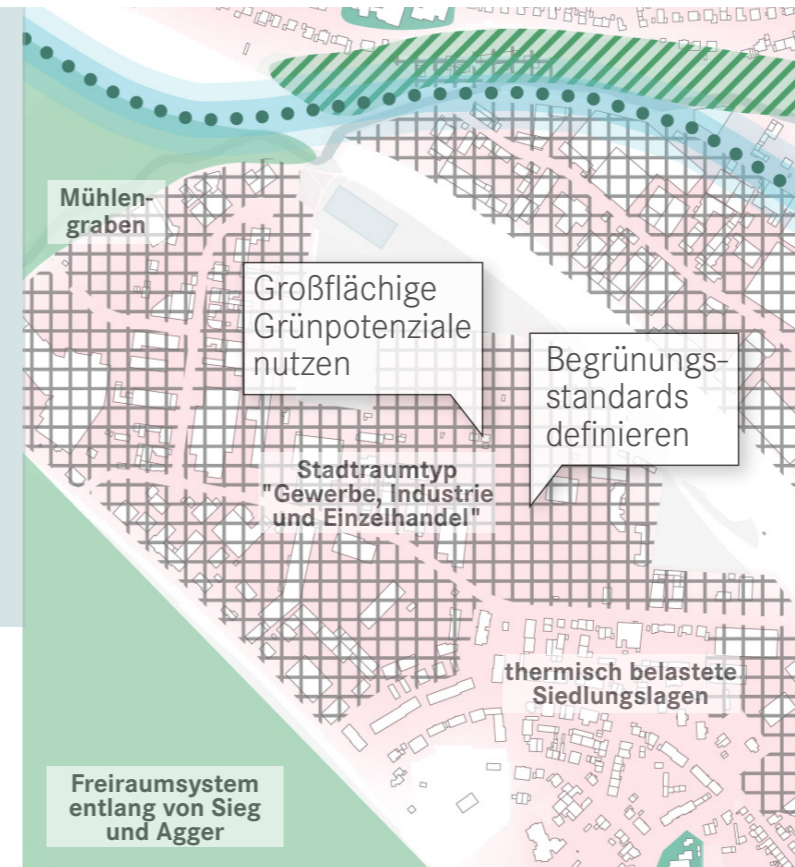 Mühlen-
graben
Großflächige
Grünpotenziale
nutzen
Begrünungs-
standards
definieren
Stadtraumtyp
"Gewerbe, Industrie
und Einzelhandel"
thermisch belastete
Siedlungslagen
Freiraumsystem
entlang von Sieg
und Agger